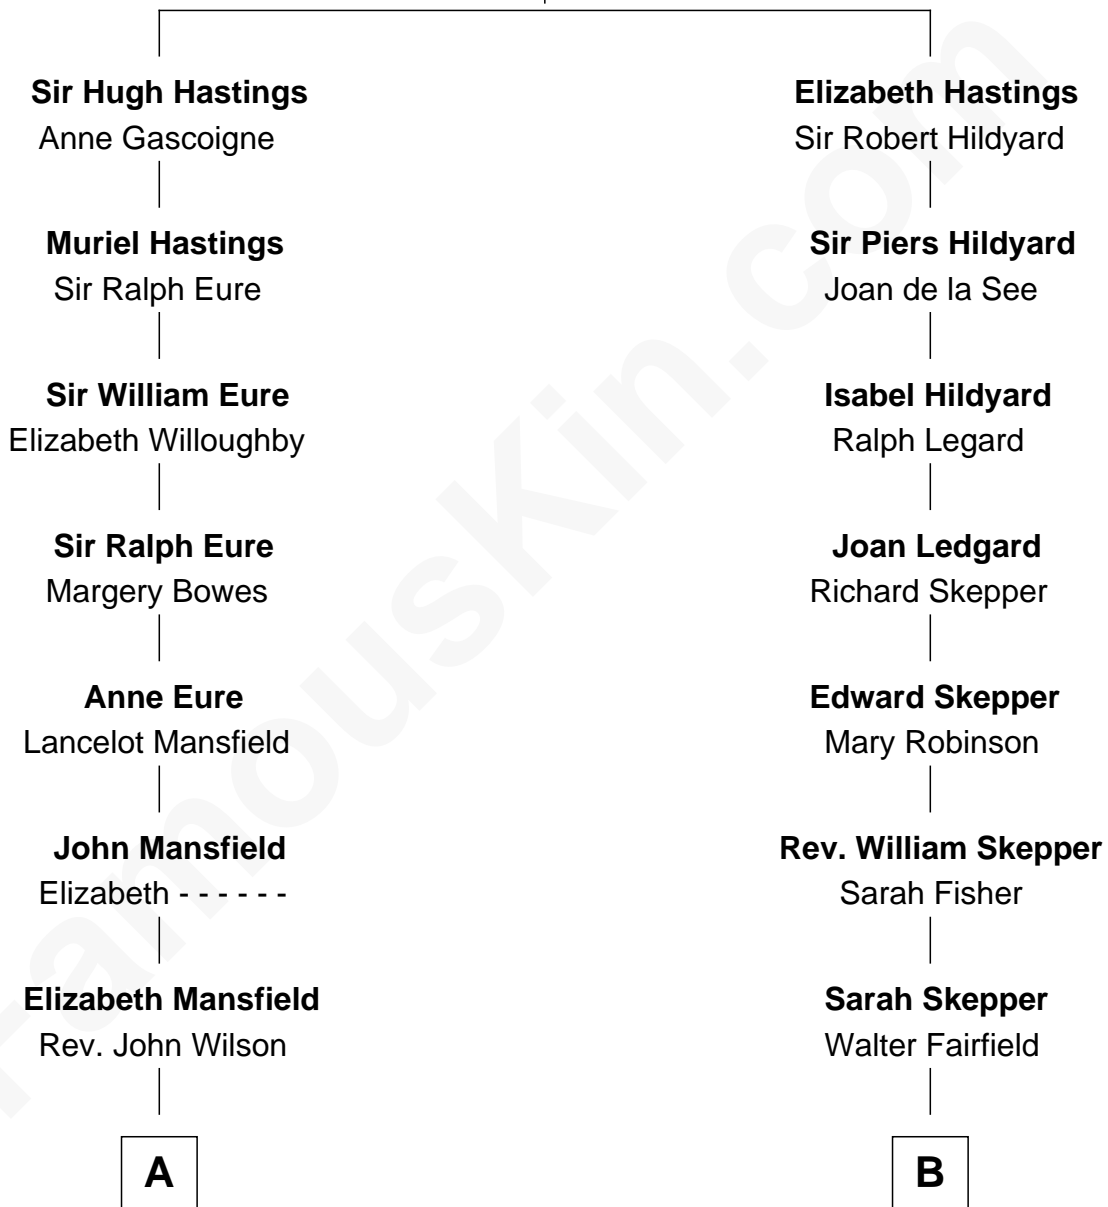 Sir Hugh Hastings
Anne Gascoigne
Elizabeth Hastings
Sir Robert Hildyard
Muriel Hastings
Sir Ralph Eure
Sir Piers Hildyard
Joan de la See
Sir William Eure
Elizabeth Willoughby
Isabel Hildyard
Ralph Legard
Sir Ralph Eure
Margery Bowes
Joan Ledgard
Richard Skepper
Anne Eure
Lancelot Mansfield
Edward Skepper
Mary Robinson
John Mansfield
Elizabeth - - - - - -
Rev. William Skepper
Sarah Fisher
Elizabeth Mansfield
Rev. John Wilson
Sarah Skepper
Walter Fairfield
A
B
FamousKin.com